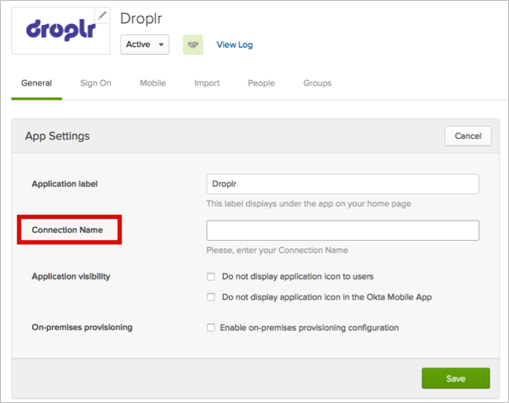 droplr
Droplr
Active
View Log
General Sign On Mobile Import People Groups
App Settings
Cancel
Application label
Droplr
This label displays under the app on your home page
Connection Name
Please, enter your Connection Name
Application visibility
Do not display application icon to users
Do not display application icon in the Okta Mobile App
On-premises provisioning
Enable on-premises provisioning configuration
Save